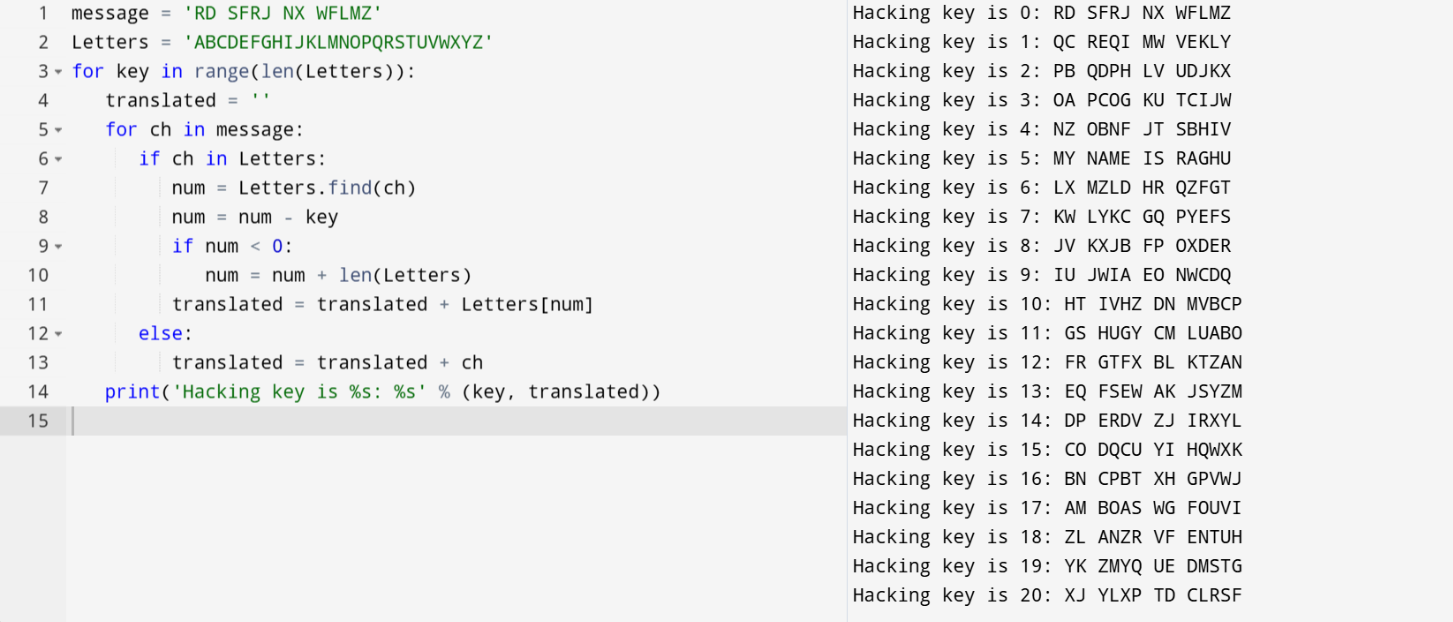 1 message = 'RD SFRJ NX WFLMZ'
2 Letters = 'ABCDEFGHIJKLMNOPQRSTUVWXYZ'
3 for key in range(len(Letters)):
4 translated = ''
5 for ch in message:
6 if ch in Letters:
7 num = Letters.find(ch)
8 num = num - key
9 if num < 0:
10 num = num + len(Letters)
11 translated = translated + Letters[num]
12 else:
13 translated = translated + ch
14 print('Hacking key is %s: %s' % (key, translated))
15
Hacking key is 0: RD SFRJ NX WFLMZ
Hacking key is 1: QC REQI MW VEKLY
Hacking key is 2: PB QDPH LV UDJKX
Hacking key is 3: OA PCOG KU TCIJW
Hacking key is 4: NZ OBNF JT SBHIV
Hacking key is 5: MY NAME IS RAGHU
Hacking key is 6: LX MZLD HR QZFGT
Hacking key is 7: KW LYKC GQ PYEFS
Hacking key is 8: JV KXJB FP OXDER
Hacking key is 9: IU JWIA EO NWCDQ
Hacking key is 10: HT IVHZ DN MVBCP
Hacking key is 11: GS HUGY CM LUABO
Hacking key is 12: FR GTFX BL KTZAN
Hacking key is 13: EQ FSEW AK JSYZM
Hacking key is 14: DP ERDV ZJ IRXYL
Hacking key is 15: CO DQCU YI HQWXK
Hacking key is 16: BN CPBT XH GPVWJ
Hacking key is 17: AM BOAS WG FOUVI
Hacking key is 18: ZL ANZR VF ENTUH
Hacking key is 19: YK ZMYQ UE DMSTG
Hacking key is 20: XJ YLXP TD CLRSF